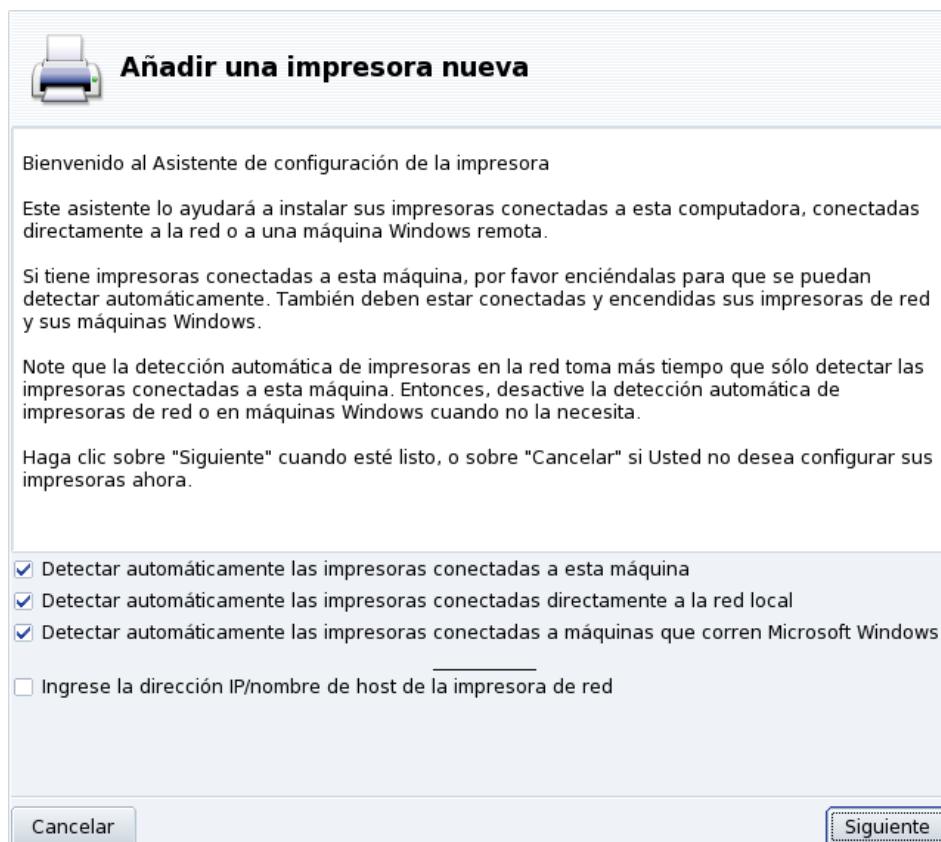 Añadir una impresora nueva
Bienvenido al Asistente de configuración de la impresora
Este asistente lo ayudará a instalar sus impresoras conectadas a esta computadora, conectadas
directamente a la red o a una máquina Windows remota.
Si tiene impresoras conectadas a esta máquina, por favor enciéndalas para que se puedan
detectar automáticamente. También deben estar conectadas y encendidas sus impresoras de red
y sus máquinas Windows.
Note que la detección automática de impresoras en la red toma más tiempo que sólo detectar las
impresoras conectadas a esta máquina. Entonces, desactive la detección automática de
impresoras de red o en máquinas Windows cuando no la necesita.
Haga clic sobre "Siguiente" cuando esté listo, o sobre "Cancelar" si Usted no desea configurar sus
impresoras ahora.
Detectar automáticamente las impresoras conectadas a esta máquina
Detectar automáticamente las impresoras conectadas directamente a la red local
Detectar automáticamente las impresoras conectadas a máquinas que corren Microsoft Windows
Ingrese la dirección IP/nombre de host de la impresora de red
Cancelar
Siguiente